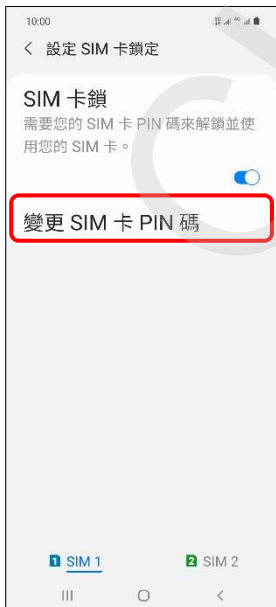 10:00
設定 SIM 卡鎖定
SIM 卡鎖
需要您的 SIM 卡 PIN 碼來解鎖並使
用您的 SIM 卡。
變更 SIM 卡 PIN 碼
1 SIM 1
2 SIM 2